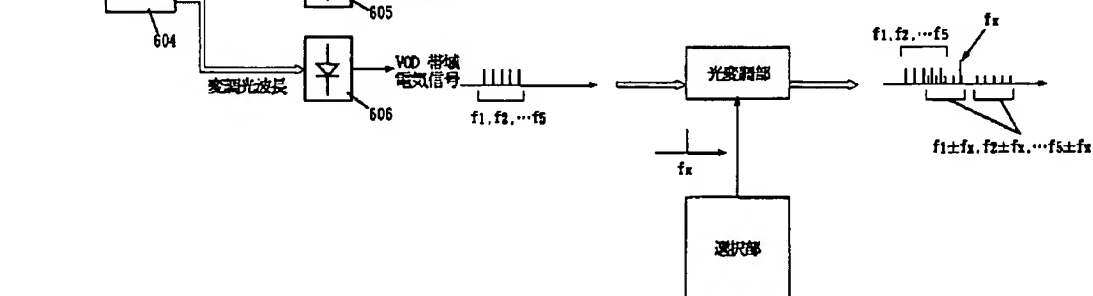 605
604
fx
f1,f2,…f5
VOD 帯域
電気信号
光変調部
変調光波長
606
f1,f2,…f5
f1±fx,f2±fx,…f5±fx
fx
選択部